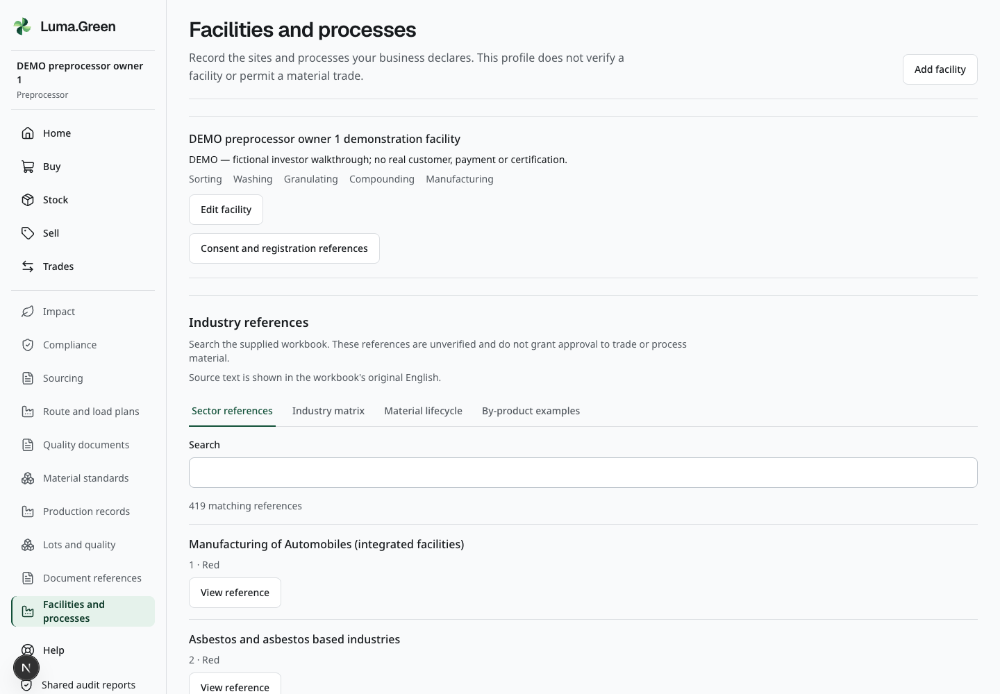 Luma.Green
DEMO preprocessor owner
1
Preprocessor
Home
Buy
Stock
Sell
Trades
Impact
Compliance
Sourcing
Route and load plans
Quality documents
Material standards
Production records
Lots and quality
Document references
Facilities and
processes
Help
N
Shared audit reports
Facilities and processes
Record the sites and processes your business declares. This profile does not verify a
facility or permit a material trade.
Add facility
DEMO preprocessor owner 1 demonstration facility
DEMO — fictional investor walkthrough; no real customer, payment or certification.
Sorting Washing Granulating Compounding Manufacturing
Edit facility
Consent and registration references
Industry references
Search the supplied workbook. These references are unverified and do not grant approval to trade or process
material.
Source text is shown in the workbook's original English.
Sector references Industry matrix Material lifecycle By-product examples
Search
419 matching references
Manufacturing of Automobiles (integrated facilities)
1 · Red
View reference
Asbestos and asbestos based industries
2 · Red
View reference